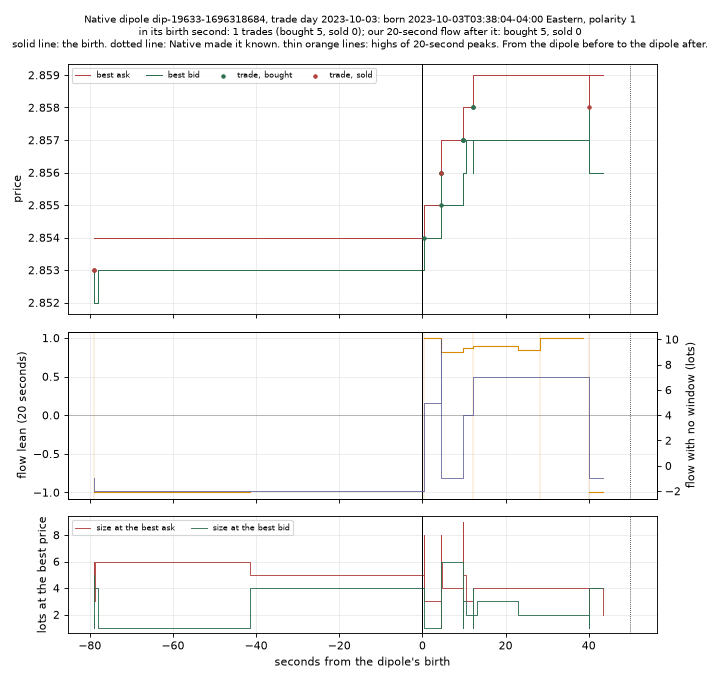 Native dipole dip-19633-1696318684, trade day 2023-10-03: born 2023-10-03T03:38:04-04:00 Eastern, polarity 1
in its birth second: 1 trades (bought 5, sold 0); our 20-second flow after it: bought 5, sold 0
solid line: the birth. dotted line: Native made it known. thin orange lines: highs of 20-second peaks. From the dipole before to the dipole after.
best ask
best bid
trade, bought
trade, sold
2.859
2.858
2.857
2.856
2.855
2.854
2.853
2.852
price
1.0
0.5
0.0
−0.5
−1.0
flow lean (20 seconds)
10
8
6
4
2
0
−2
flow with no window (lots)
size at the best ask
size at the best bid
8
6
4
2
lots at the best price
−80
−60
−40
−20
0
20
40
seconds from the dipole's birth